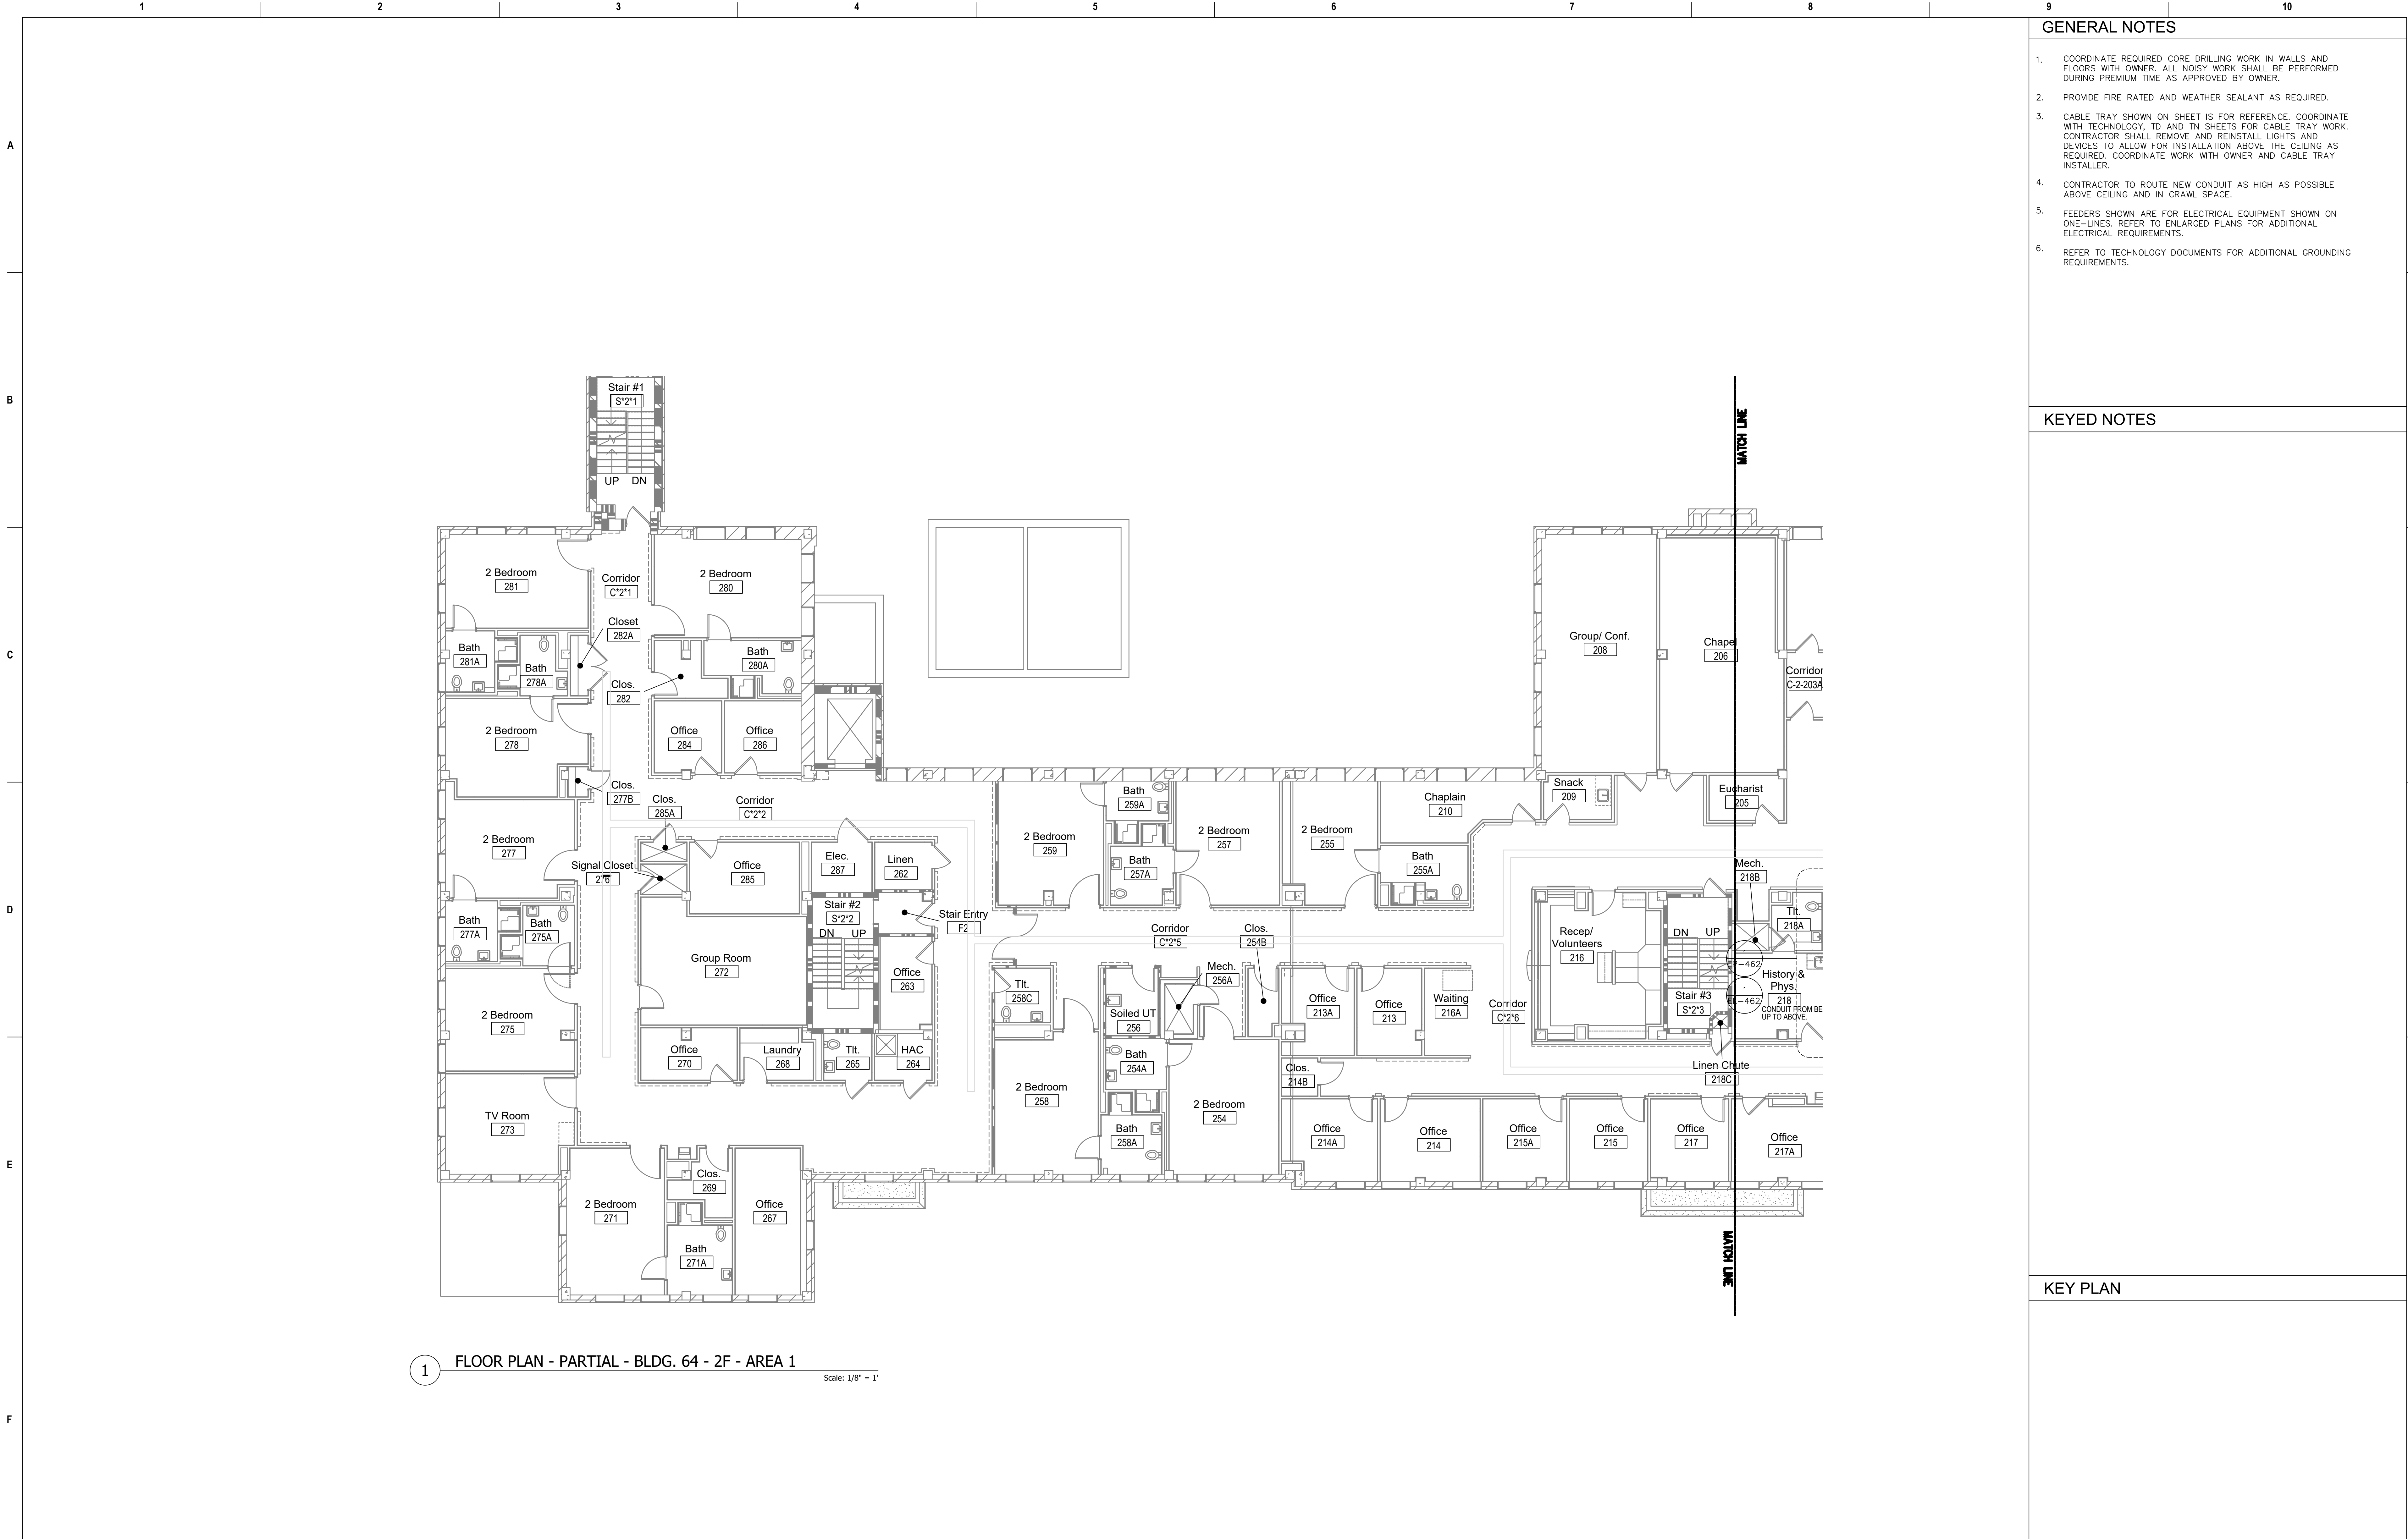 1 2 3 4 5 6 7 8 9 10
A
B
C
D
E
F
GENERAL NOTES
1. COORDINATE REQUIRED CORE DRILLING WORK IN WALLS AND
FLOORS WITH OWNER. ALL NOISY WORK SHALL BE PERFORMED
DURING PREMIUM TIME AS APPROVED BY OWNER.
2. PROVIDE FIRE RATED AND WEATHER SEALANT AS REQUIRED.
3. CABLE TRAY SHOWN ON SHEET IS FOR REFERENCE. COORDINATE
WITH TECHNOLOGY, TD AND TN SHEETS FOR CABLE TRAY WORK.
CONTRACTOR SHALL REMOVE AND REINSTALL LIGHTS AND
DEVICES TO ALLOW FOR INSTALLATION ABOVE THE CEILING AS
REQUIRED. COORDINATE WORK WITH OWNER AND CABLE TRAY
INSTALLER.
4. CONTRACTOR TO ROUTE NEW CONDUIT AS HIGH AS POSSIBLE
ABOVE CEILING AND IN CRAWL SPACE.
5. FEEDERS SHOWN ARE FOR ELECTRICAL EQUIPMENT SHOWN ON
ONE-LINES. REFER TO ENLARGED PLANS FOR ADDITIONAL
ELECTRICAL REQUIREMENTS.
6. REFER TO TECHNOLOGY DOCUMENTS FOR ADDITIONAL GROUNDING
REQUIREMENTS.
KEYED NOTES
KEY PLAN
Stair #1
S*2*1
UP DN
MATCH LINE
2 Bedroom
281
Corridor
C*2*1
2 Bedroom
280
Closet
282A
Bath
281A
Bath
278A
Bath
280A
Clos.
282
2 Bedroom
278
Office
284
Office
286
Group/ Conf.
208
Chapel
206
Corridor
C-2-203A
Clos.
277B
Clos.
285A
Corridor
C*2*2
2 Bedroom
277
Signal Closet
276
Office
285
Elec.
287
Linen
262
2 Bedroom
259
Bath
259A
Bath
257A
2 Bedroom
257
2 Bedroom
255
Chaplain
210
Bath
255A
Snack
209
Eucharist
205
Mech.
218B
Bath
277A
Bath
275A
Stair #2
S*2*2
DN UP
Stair Entry
F2
Group Room
272
Office
263
Corridor
C*2*5
Clos.
254B
Mech.
256A
Tlt.
258C
Soiled UT
256
Office
213A
Office
213
Waiting
216A
Corridor
C*2*6
Recep/
Volunteers
216
DN UP
Stair #3
S*2*3
Tlt.
218A
1
-462
1
-462
History &
Phys.
218
CONDUIT FROM BE
UP TO ABOVE.
2 Bedroom
275
Office
270
Laundry
268
Tlt.
265
HAC
264
Bath
254A
Clos.
214B
Linen Chute
218C
TV Room
273
2 Bedroom
258
2 Bedroom
254
Bath
258A
Office
214A
Office
214
Office
215A
Office
215
Office
217
Office
217A
Clos.
269
2 Bedroom
271
Office
267
Bath
271A
MATCH LINE
1 FLOOR PLAN - PARTIAL - BLDG. 64 - 2F - AREA 1
Scale: 1/8" = 1'